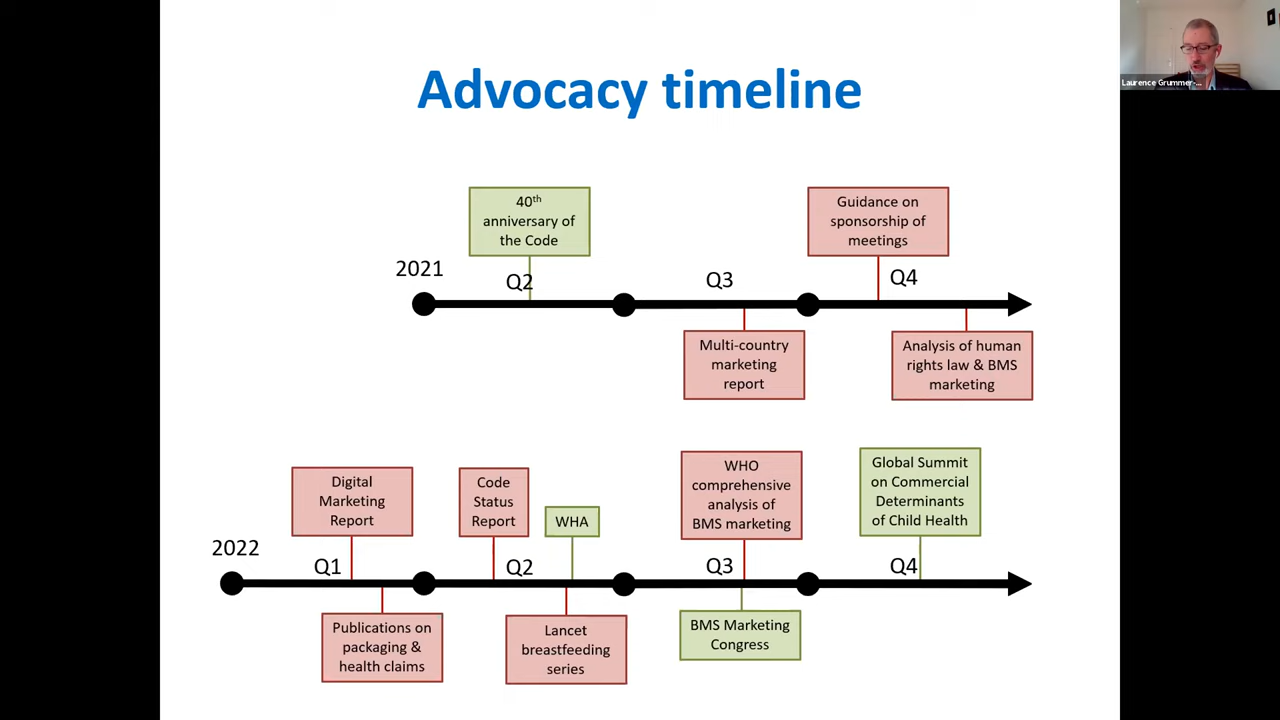 Advocacy timeline
Laurence Grummer-...
40th
anniversary of
the Code
Guidance on
sponsorship of
meetings
2021
Q2
Q3
Q4
Multi-country
marketing
report
Analysis of human
rights law & BMS
marketing
Digital
Marketing
Report
Code
Status
Report
WHA
WHO
comprehensive
analysis of
BMS marketing
Global Summit
on Commercial
Determinants
of Child Health
2022
Q1
Q2
Q3
Q4
Publications on
packaging &
health claims
Lancet
breastfeeding
series
BMS Marketing
Congress